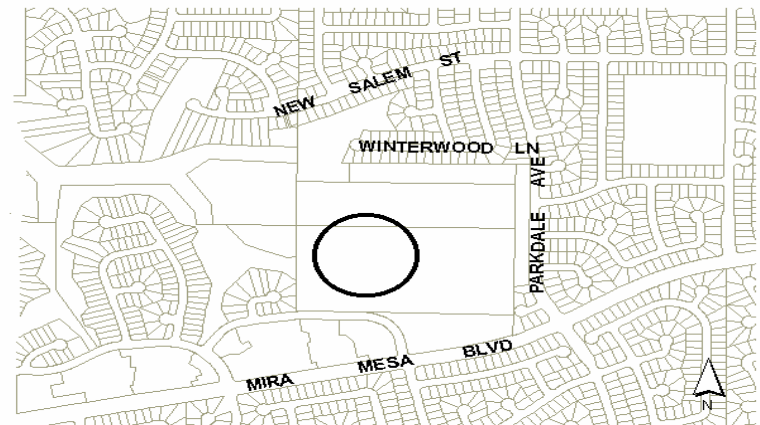 NEW SALEM ST
WINTERWOOD LN
PARKDALE AVE
MIRA MESA BLVD
N